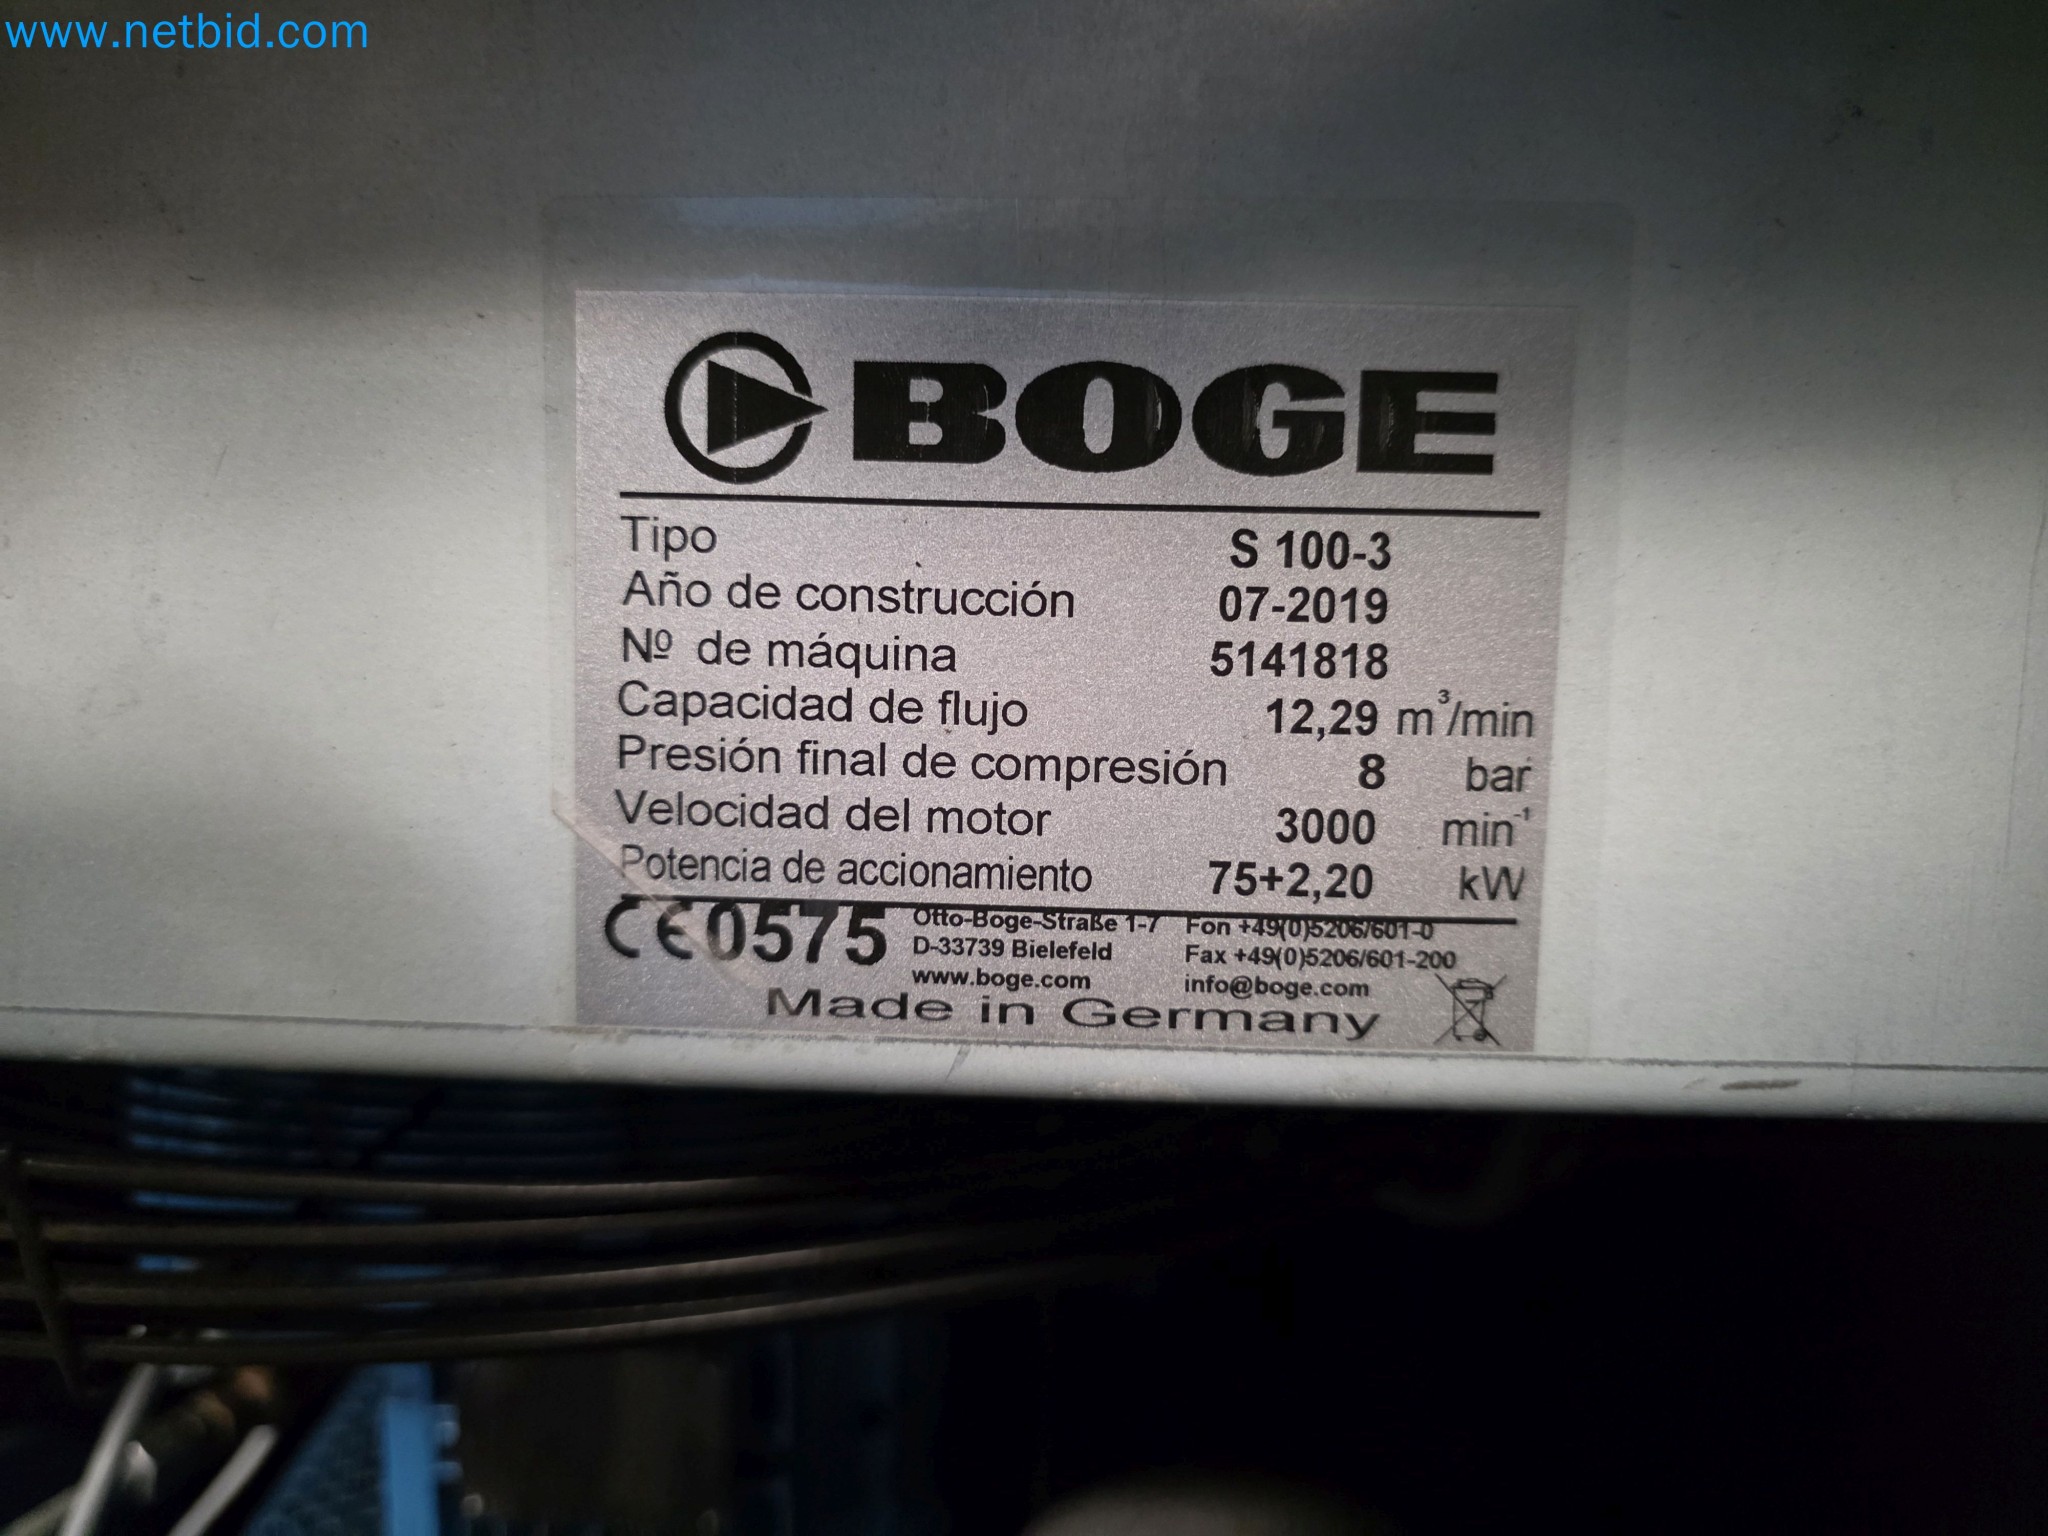 www.netbid.com
BOGE
Tipo S 100-3
Año de construcción 07-2019
Nº de máquina 5141818
Capacidad de flujo 12,29 m³/min
Presión final de compresión 8 bar
Velocidad del motor 3000 min⁻¹
Potencia de accionamiento 75+2,20 kW
CE0575
Otto-Boge-Straße 1-7 Fon +49(0)5206/601-0
D-33739 Bielefeld Fax +49(0)5206/601-200
www.boge.com info@boge.com
Made in Germany